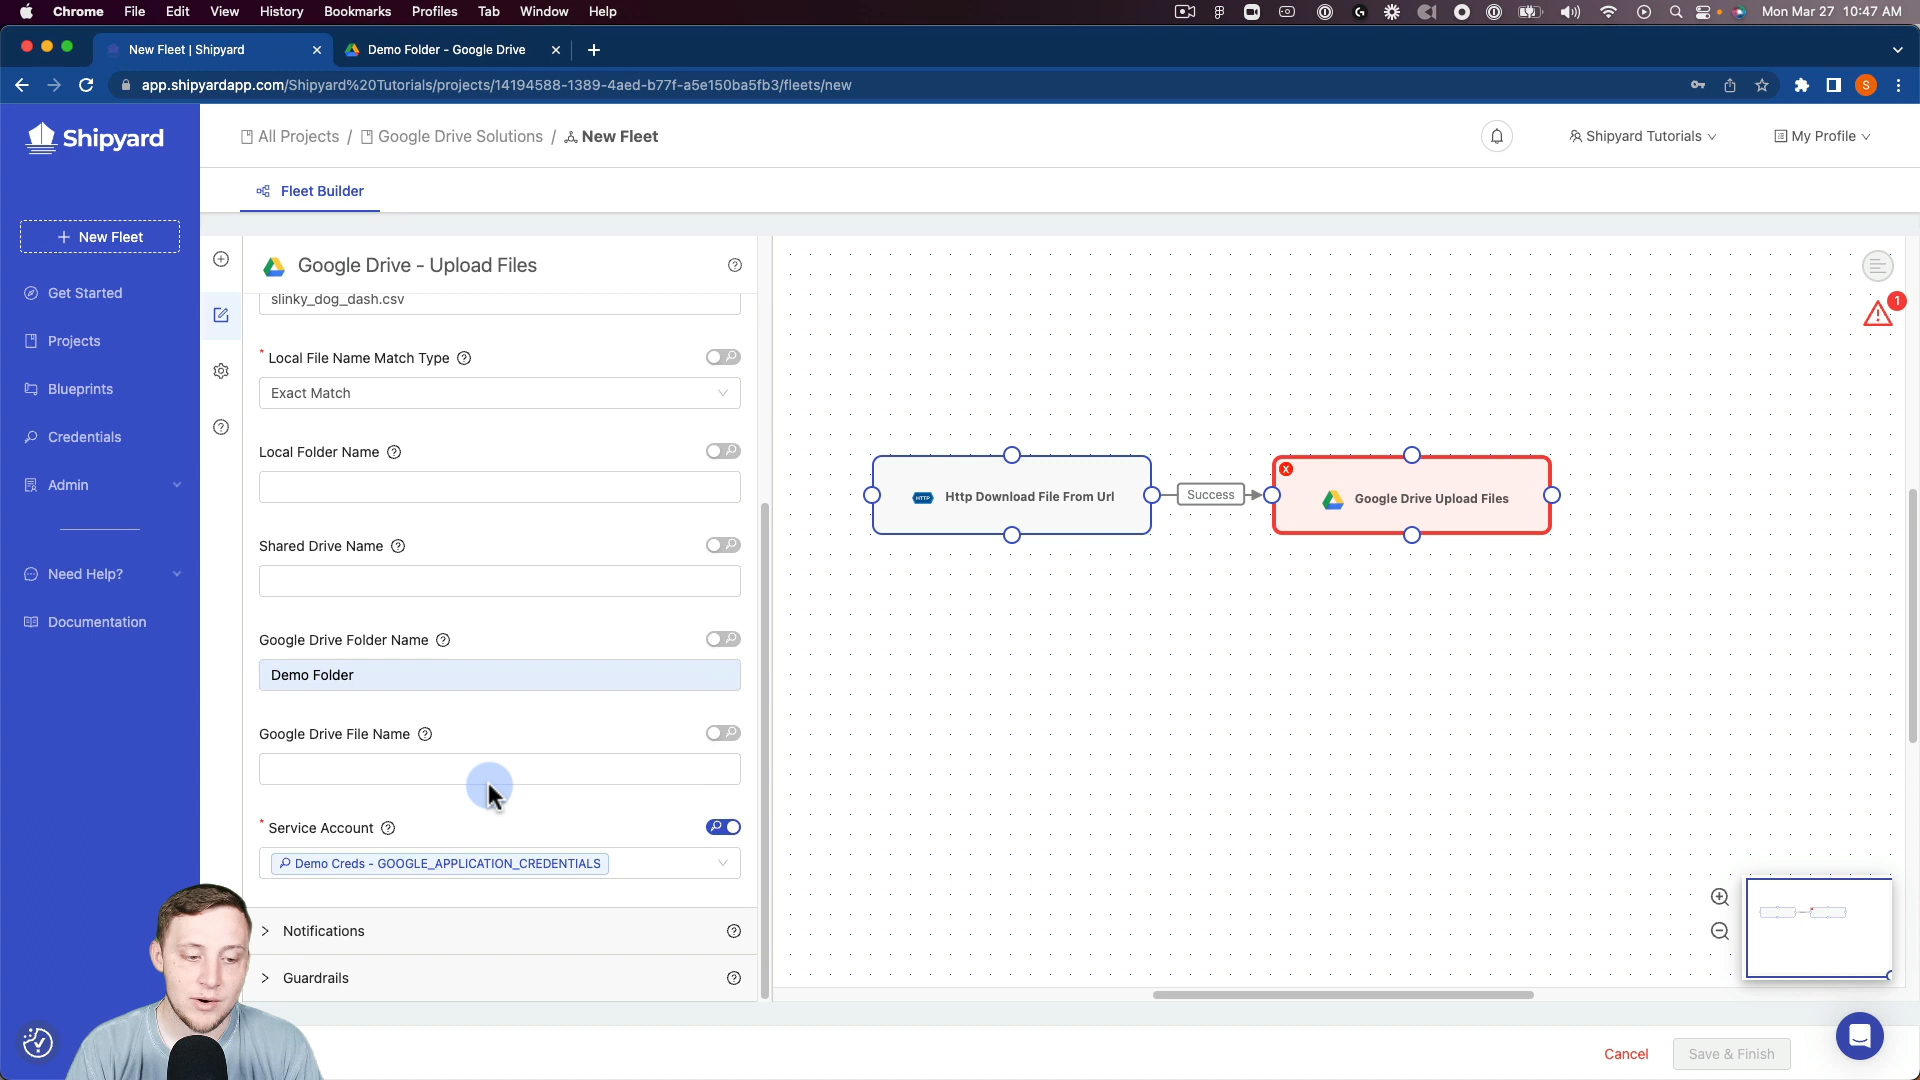 Chrome File Edit View History Bookmarks Profiles Tab Window Help Mon Mar 27 10:47 AM
New Fleet | Shipyard Demo Folder - Google Drive
app.shipyardapp.com/Shipyard%20Tutorials/projects/14194588-1389-4aed-b77f-a5e150ba5fb3/fleets/new S
Shipyard
All Projects / Google Drive Solutions / New Fleet
Shipyard Tutorials
My Profile
Fleet Builder
+ New Fleet
Get Started
Projects
Blueprints
Credentials
Admin
Need Help?
Documentation
Google Drive - Upload Files
slinky_dog_dash.csv
* Local File Name Match Type
Exact Match
Local Folder Name
Shared Drive Name
Google Drive Folder Name
Demo Folder
Google Drive File Name
* Service Account
Demo Creds - GOOGLE_APPLICATION_CREDENTIALS
Notifications
Guardrails
1
HTTP Http Download File From Url
Success
X
Google Drive Upload Files
Cancel
Save & Finish